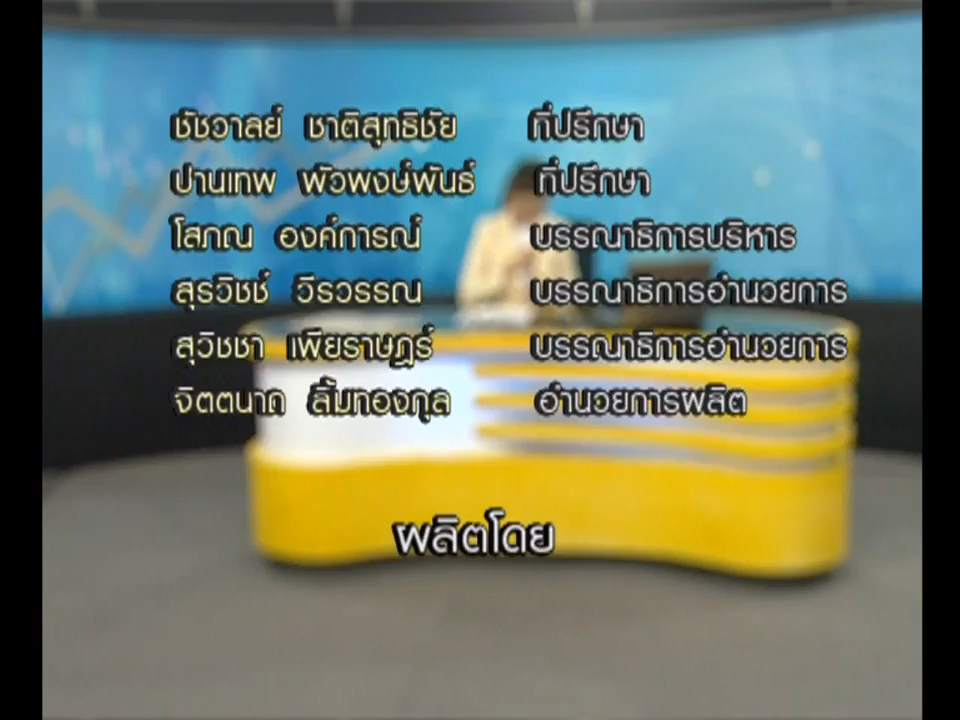 ชัชวาลย์ ชาติสุทธิชัย ที่ปรึกษา
ปานเทพ พัวพงษ์พันธ์ ที่ปรึกษา
โสภณ องค์การณ์ บรรณาธิการบริหาร
สุรวิชช์ วีรวรรณ บรรณาธิการอำนวยการ
สุวิชชา เพียราษฎร์ บรรณาธิการอำนวยการ
จิตตนาถ ลิ้มทองกุล อำนวยการผลิต
ผลิตโดย